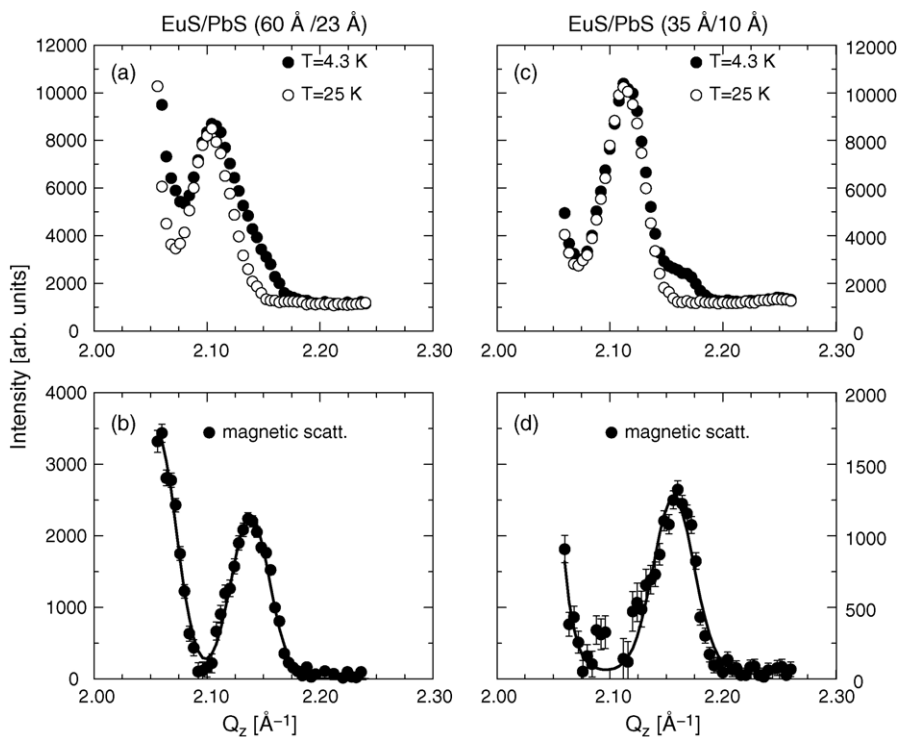 EuS/PbS (60 Å /23 Å)
EuS/PbS (35 Å/10 Å)
(a)
T=4.3 K
T=25 K
12000
10000
8000
6000
4000
2000
0
2.00 2.10 2.20 2.30
(c)
T=4.3 K
T=25 K
12000
10000
8000
6000
4000
2000
0
2.00 2.10 2.20 2.30
Intensity [arb. units]
(b)
magnetic scatt.
4000
3000
2000
1000
0
2.00 2.10 2.20 2.30
Qz [Å−1]
(d)
magnetic scatt.
2000
1500
1000
500
0
2.00 2.10 2.20 2.30
Qz [Å−1]